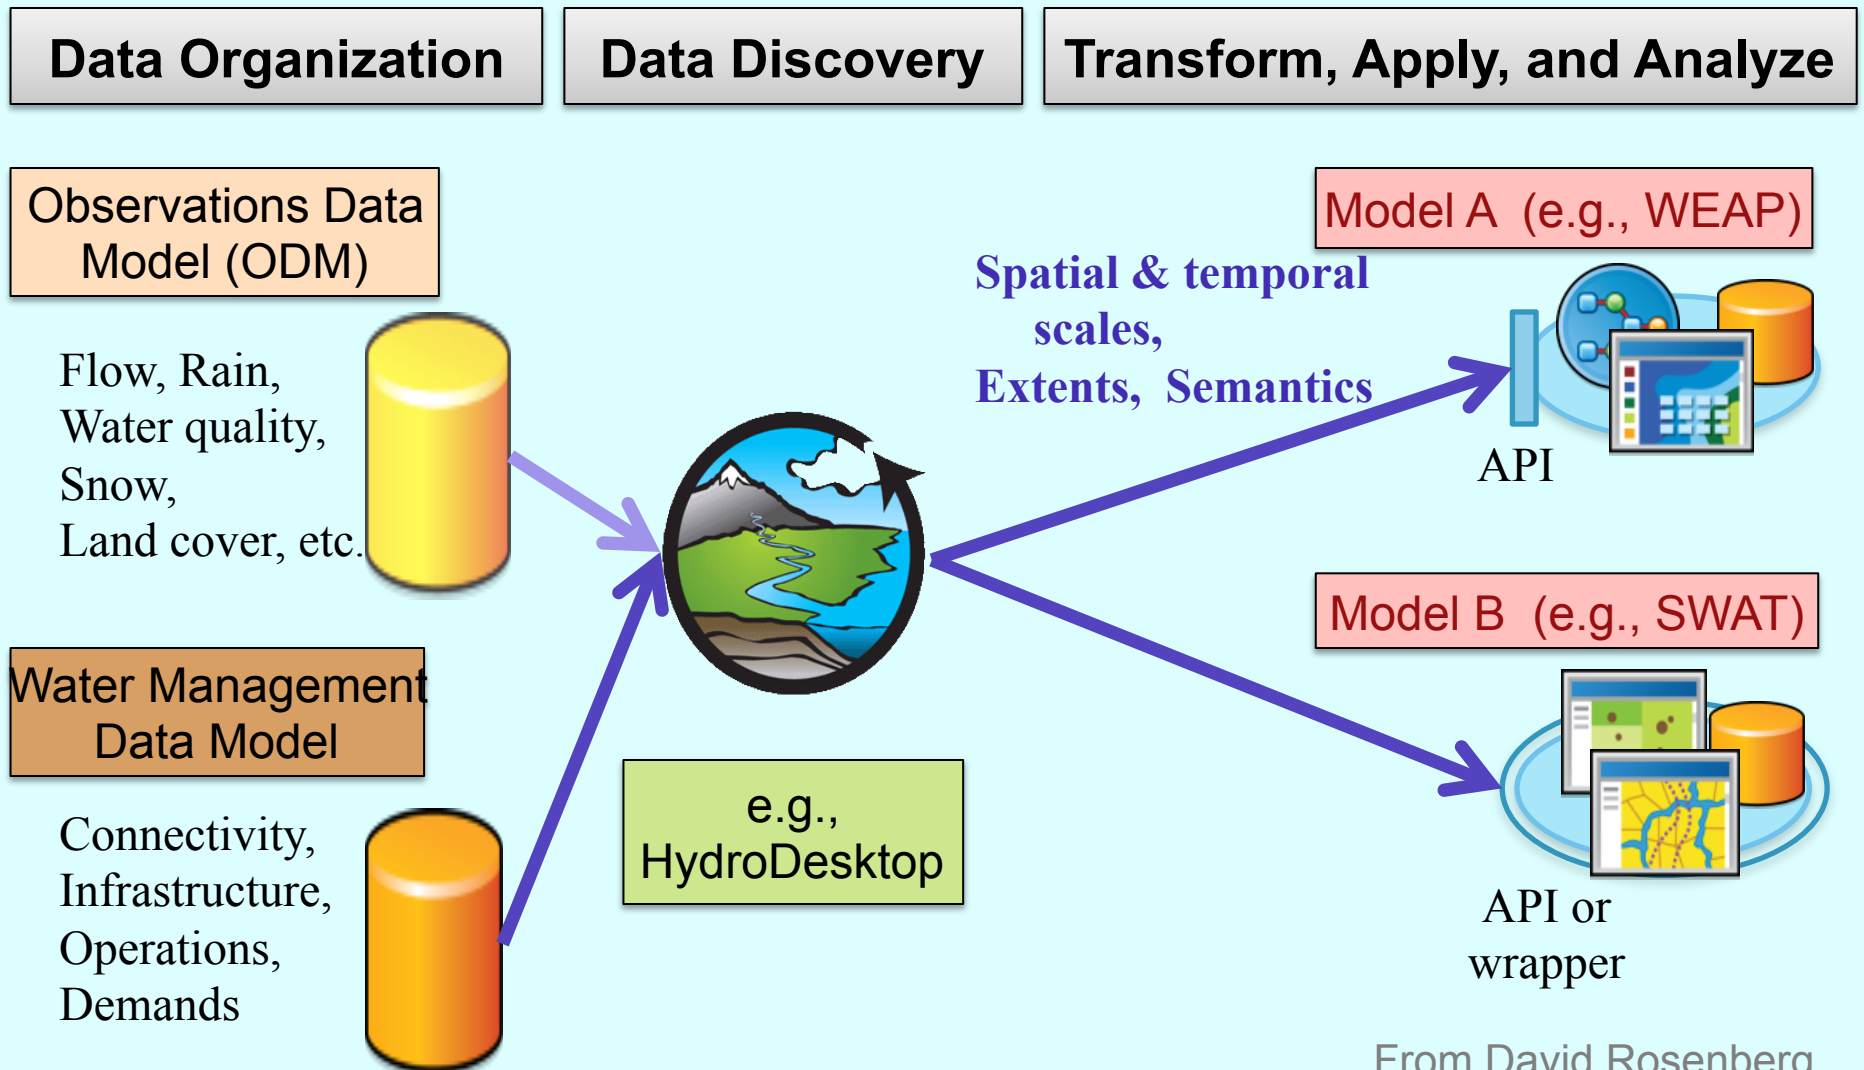 Data Organization
Data Discovery
Transform, Apply, and Analyze
Observations Data
Model (ODM)
Flow, Rain,
Water quality,
Snow,
Land cover, etc.
Water Management
Data Model
Connectivity,
Infrastructure,
Operations,
Demands
e.g.,
HydroDesktop
Spatial & temporal
scales,
Extents, Semantics
Model A (e.g., WEAP)
API
Model B (e.g., SWAT)
API or
wrapper
From David Rosenberg